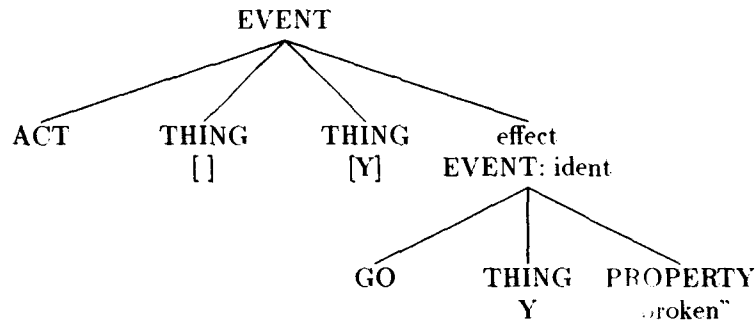 EVENT
ACT THING THING effect
[ ] [Y] EVENT: ident
GO THING PROPERTY
Y